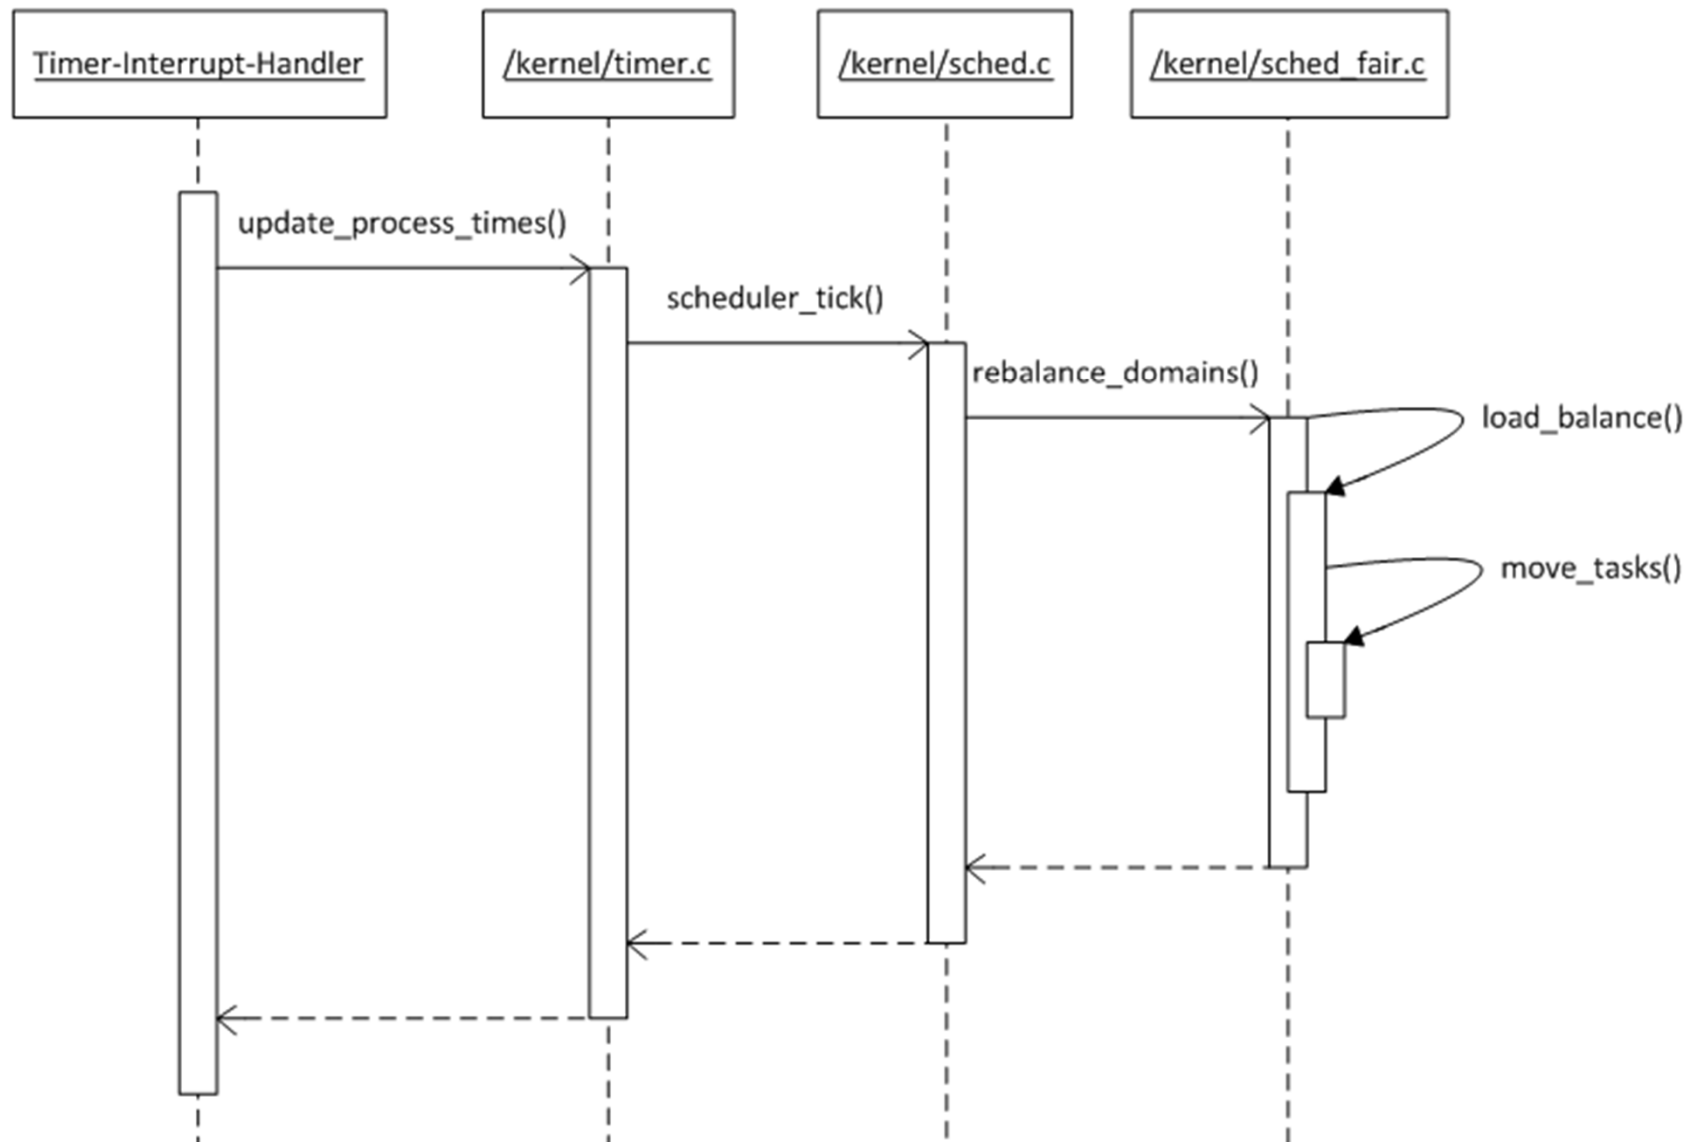 Timer-Interrupt-Handler
/kernel/timer.c
/kernel/sched.c
/kernel/sched_fair.c
update_process_times()
scheduler_tick()
rebalance_domains()
load_balance()
move_tasks()